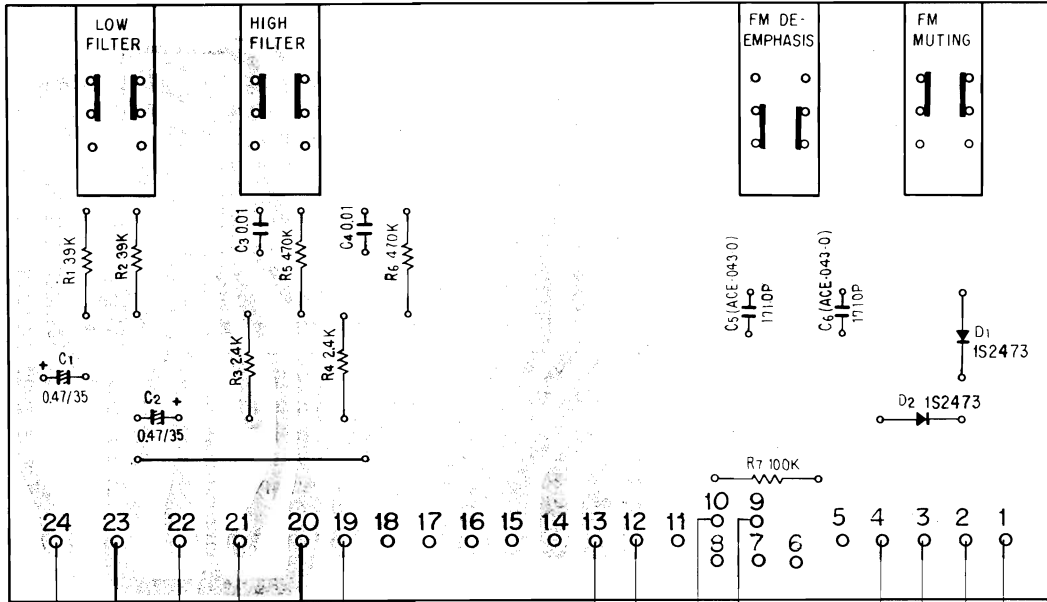 LOW
FILTER
HIGH
FILTER
FM DE-
EMPHASIS
FM
MUTING
R1 39K
R2 39K
C3 0.01
R5 470K
C4 0.01
R6 470K
C5 (ACE-043-0)
1710P
C6 (ACE-043-0)
1710P
D1
1S2473
R3 2.4K
R4 2.4K
+ C1
0.47/35
C2 +
0.47/35
D2 1S2473
R7 100K
24 23 22 21 20 19 18 17 16 15 14 13 12 11 10 9 5 4 3 2 1
8 7 6